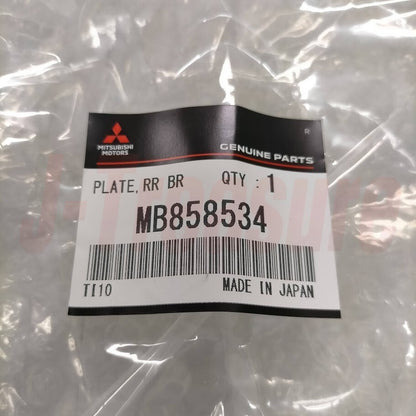 MITSUBISHI
MOTORS
GENUINE PARTS
PLATE, RR BR QTY : 1
MB858534
TI10 MADE IN JAPAN